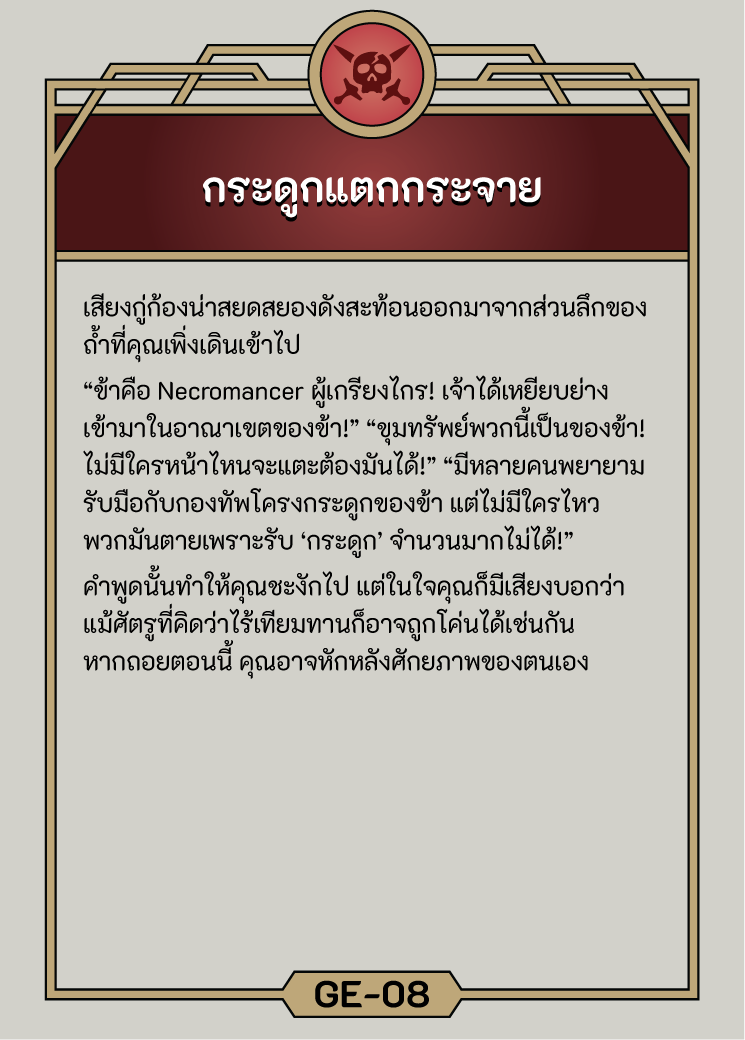 กระดูกแตกกระจาย
เสียงกู่ก้องน่าสยดสยองดังสะท้อนออกมาจากส่วนลึกของ
ถ้ำที่คุณเพิ่งเดินเข้าไป
“ข้าคือ Necromancer ผู้เกรียงไกร! เจ้าได้เหยียบย่าง
เข้ามาในอาณาเขตของข้า!” “ขุมทรัพย์พวกนี้เป็นของข้า!
ไม่มีใครหน้าไหนจะแตะต้องมันได้!” “มีหลายคนพยายาม
รับมือกับกองทัพโครงกระดูกของข้า แต่ไม่มีใครไหว
พวกมันตายเพราะรับ ‘กระดูก’ จำนวนมากไม่ได้!”
คำพูดนั้นทำให้คุณชะงักไป แต่ในใจคุณก็มีเสียงบอกว่า
แม้ศัตรูที่คิดว่าไร้เทียมทานก็อาจถูกโค่นได้เช่นกัน
หากถอยตอนนี้ คุณอาจหักหลังศักยภาพของตนเอง
GE-08